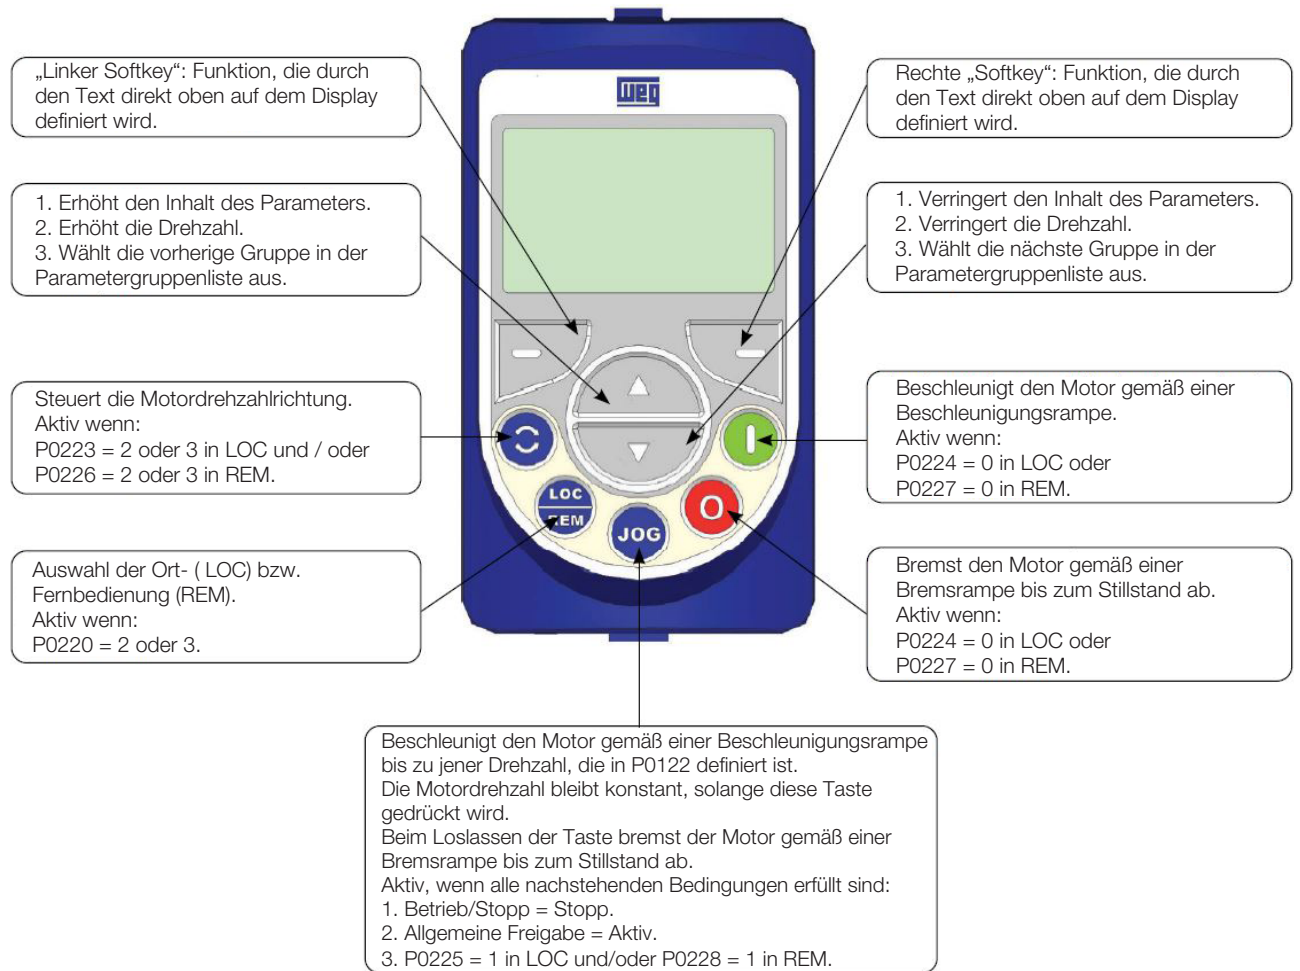 „Linker Softkey“: Funktion, die durch
den Text direkt oben auf dem Display
definiert wird.
1. Erhöht den Inhalt des Parameters.
2. Erhöht die Drehzahl.
3. Wählt die vorherige Gruppe in der
Parametergruppenliste aus.
Steuert die Motordrehzahlrichtung.
Aktiv wenn:
P0223 = 2 oder 3 in LOC und / oder
P0226 = 2 oder 3 in REM.
Auswahl der Ort- ( LOC) bzw.
Fernbedienung (REM).
Aktiv wenn:
P0220 = 2 oder 3.
WEG
LOC
REM
JOG
O
Rechte „Softkey“: Funktion, die durch
den Text direkt oben auf dem Display
definiert wird.
1. Verringert den Inhalt des Parameters.
2. Verringert die Drehzahl.
3. Wählt die nächste Gruppe in der
Parametergruppenliste aus.
Beschleunigt den Motor gemäß einer
Beschleunigungsrampe.
Aktiv wenn:
P0224 = 0 in LOC oder
P0227 = 0 in REM.
Bremst den Motor gemäß einer
Bremsrampe bis zum Stillstand ab.
Aktiv wenn:
P0224 = 0 in LOC oder
P0227 = 0 in REM.
Beschleunigt den Motor gemäß einer Beschleunigungsrampe
bis zu jener Drehzahl, die in P0122 definiert ist.
Die Motordrehzahl bleibt konstant, solange diese Taste
gedrückt wird.
Beim Loslassen der Taste bremst der Motor gemäß einer
Bremsrampe bis zum Stillstand ab.
Aktiv, wenn alle nachstehenden Bedingungen erfüllt sind:
1. Betrieb/Stopp = Stopp.
2. Allgemeine Freigabe = Aktiv.
3. P0225 = 1 in LOC und/oder P0228 = 1 in REM.